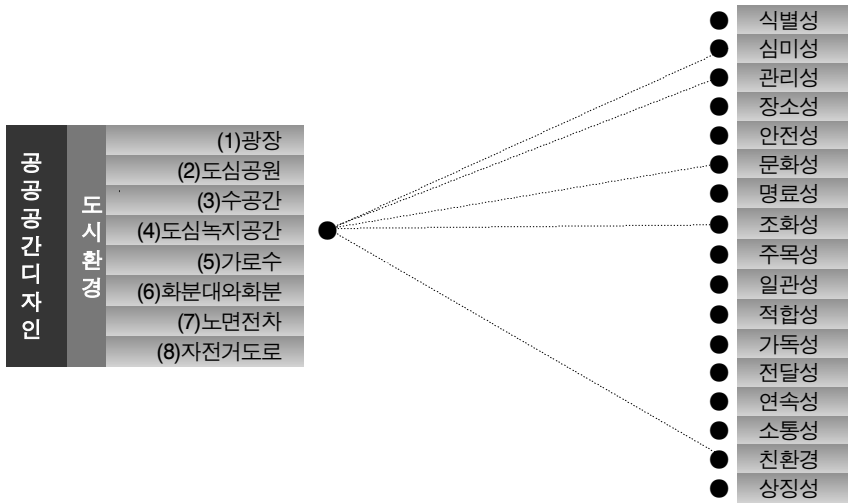 공공공간디자인
도시환경
(1)광장
(2)도심공원
(3)수공간
(4)도심녹지공간
(5)가로수
(6)화분대와화분
(7)노면전차
(8)자전거도로
식별성
심미성
관리성
장소성
안전성
문화성
명료성
조화성
주목성
일관성
적합성
가독성
전달성
연속성
소통성
친환경
상징성